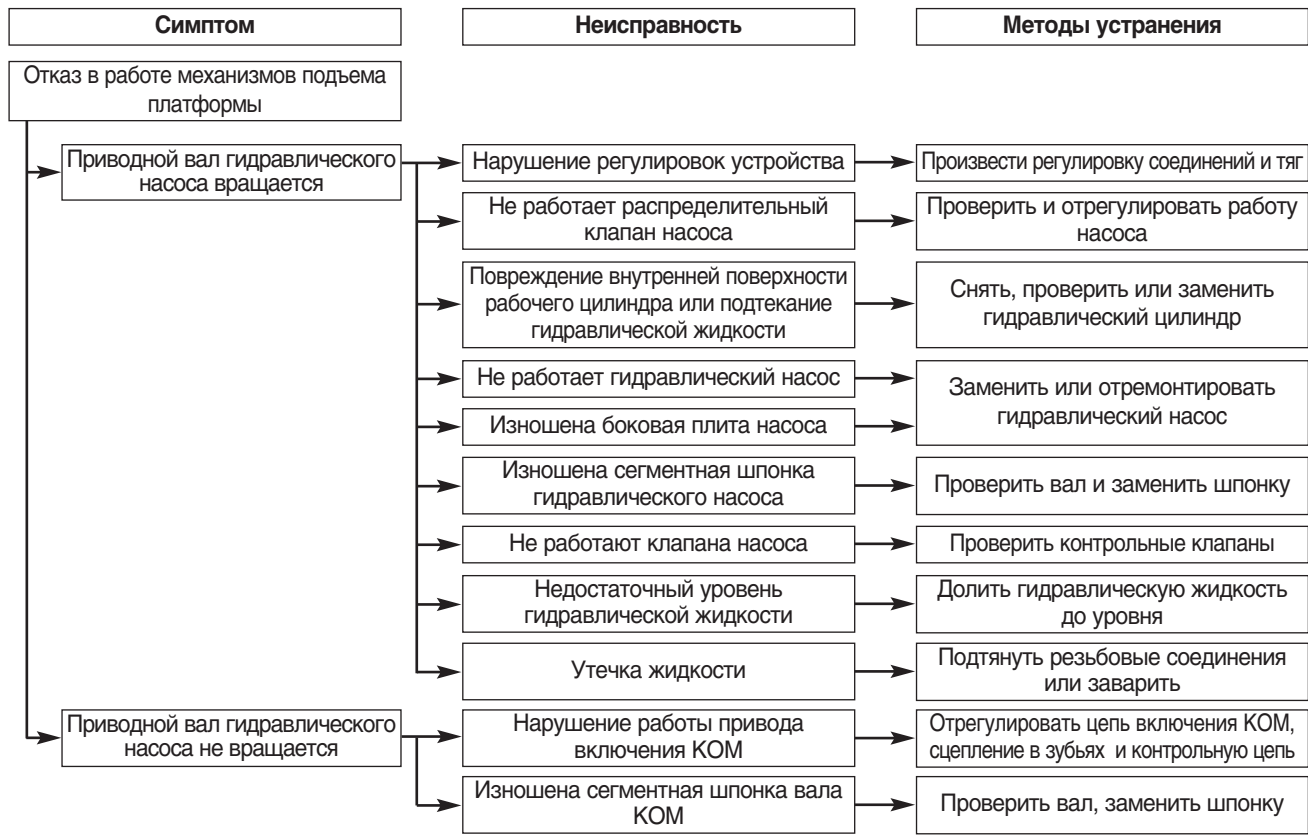 Симптом
Неисправность
Методы устранения
Отказ в работе механизмов подъема
платформы
Приводной вал гидравлического
насоса вращается
Нарушение регулировок устройства
Произвести регулировку соединений и тяг
Не работает распределительный
клапан насоса
Проверить и отрегулировать работу
насоса
Повреждение внутренней поверхности
рабочего цилиндра или подтекание
гидравлической жидкости
Снять, проверить или заменить
гидравлический цилиндр
Не работает гидравлический насос
Изношена боковая плита насоса
Заменить или отремонтировать
гидравлический насос
Изношена сегментная шпонка
гидравлического насоса
Проверить вал и заменить шпонку
Не работают клапана насоса
Проверить контрольные клапаны
Недостаточный уровень
гидравлической жидкости
Долить гидравлическую жидкость
до уровня
Утечка жидкости
Подтянуть резьбовые соединения
или заварить
Приводной вал гидравлического
насоса не вращается
Нарушение работы привода
включения КОМ
Отрегулировать цепь включения КОМ,
сцепление в зубьях и контрольную цепь
Изношена сегментная шпонка вала
КОМ
Проверить вал, заменить шпонку